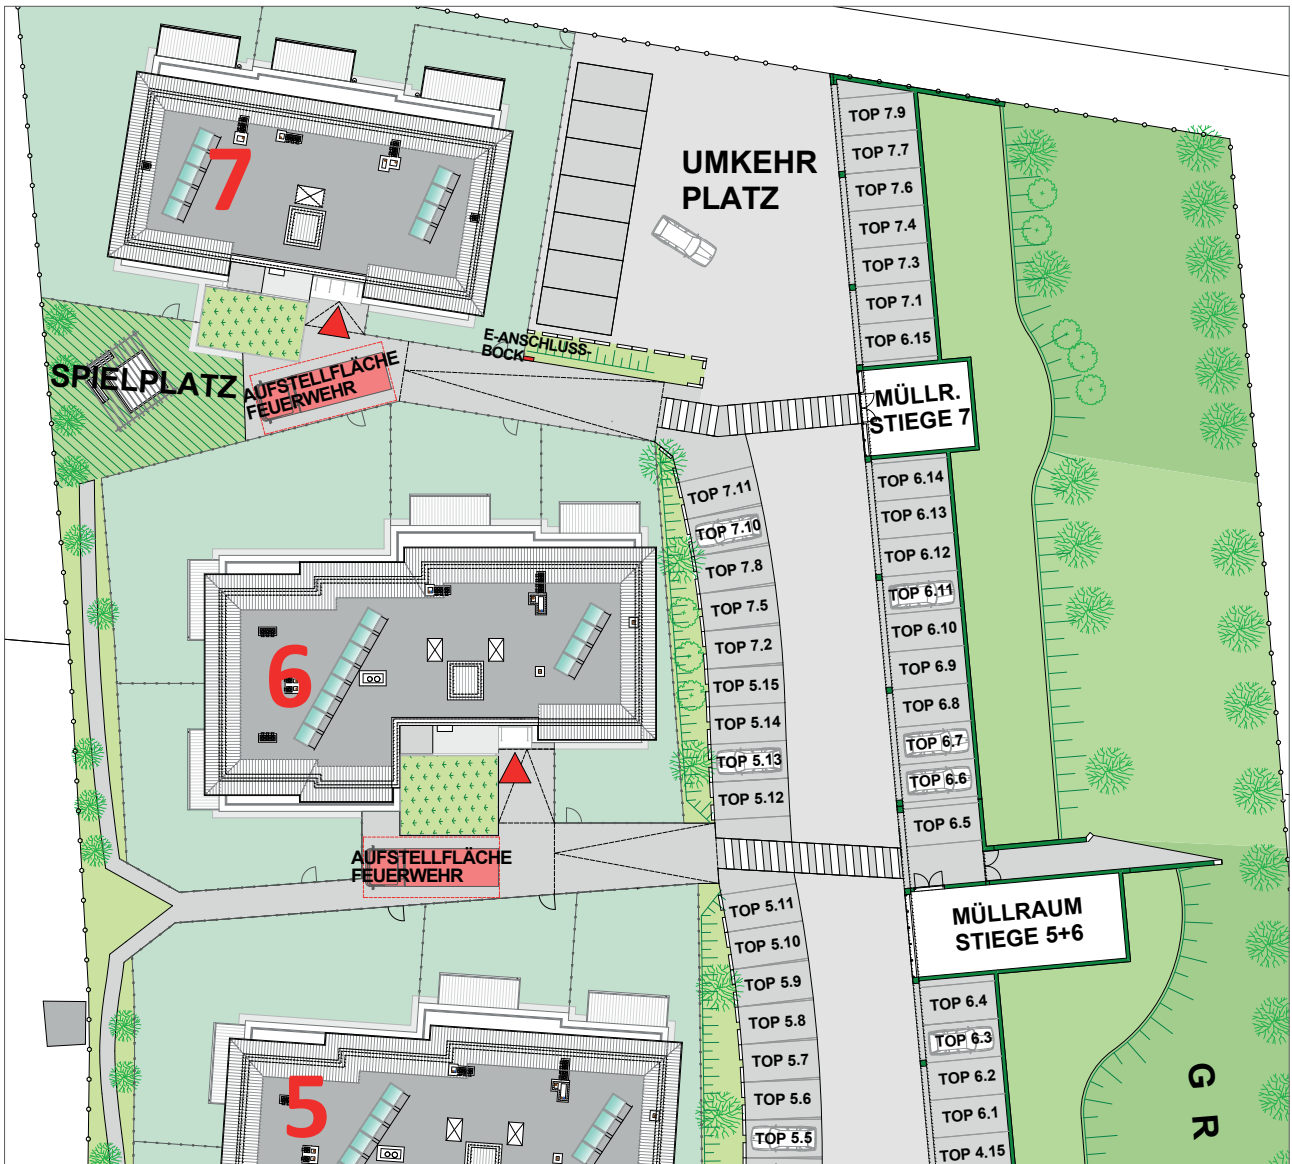 7
UMKEHR
PLATZ
E-ANSCHLUSS-
BOCK
SPIELPLATZ
AUFSTELLFLÄCHE
FEUERWEHR
TOP 7.9
TOP 7.7
TOP 7.6
TOP 7.4
TOP 7.3
TOP 7.1
TOP 6.15
MÜLLR.
STIEGE 7
TOP 6.14
TOP 6.13
TOP 6.12
TOP 6.11
TOP 6.10
TOP 6.9
TOP 6.8
TOP 6.7
TOP 6.6
TOP 6.5
TOP 7.11
TOP 7.10
TOP 7.8
TOP 7.5
TOP 7.2
TOP 5.15
TOP 5.14
TOP 5.13
TOP 5.12
6
AUFSTELLFLÄCHE
FEUERWEHR
MÜLLRAUM
STIEGE 5+6
TOP 5.11
TOP 5.10
TOP 5.9
TOP 5.8
TOP 5.7
TOP 5.6
TOP 5.5
TOP 6.4
TOP 6.3
TOP 6.2
TOP 6.1
TOP 4.15
5
G R